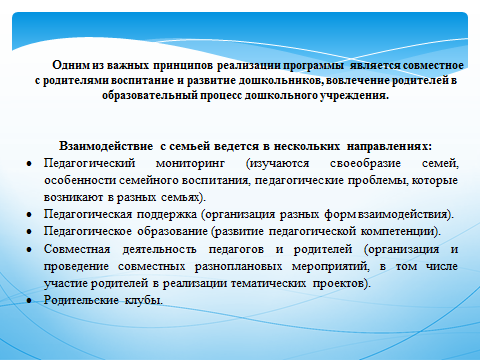 Одним из важных принципов реализации программы является совместное
с родителями воспитание и развитие дошкольников, вовлечение родителей в
образовательный процесс дошкольного учреждения.
Взаимодействие с семьей ведется в нескольких направлениях:
• Педагогический мониторинг (изучаются своеобразие семей,
особенности семейного воспитания, педагогические проблемы, которые
возникают в разных семьях).
• Педагогическая поддержка (организация разных форм взаимодействия).
• Педагогическое образование (развитие педагогической компетенции).
• Совместная деятельность педагогов и родителей (организация и
проведение совместных разноплановых мероприятий, в том числе
участие родителей в реализации тематических проектов).
• Родительские клубы.